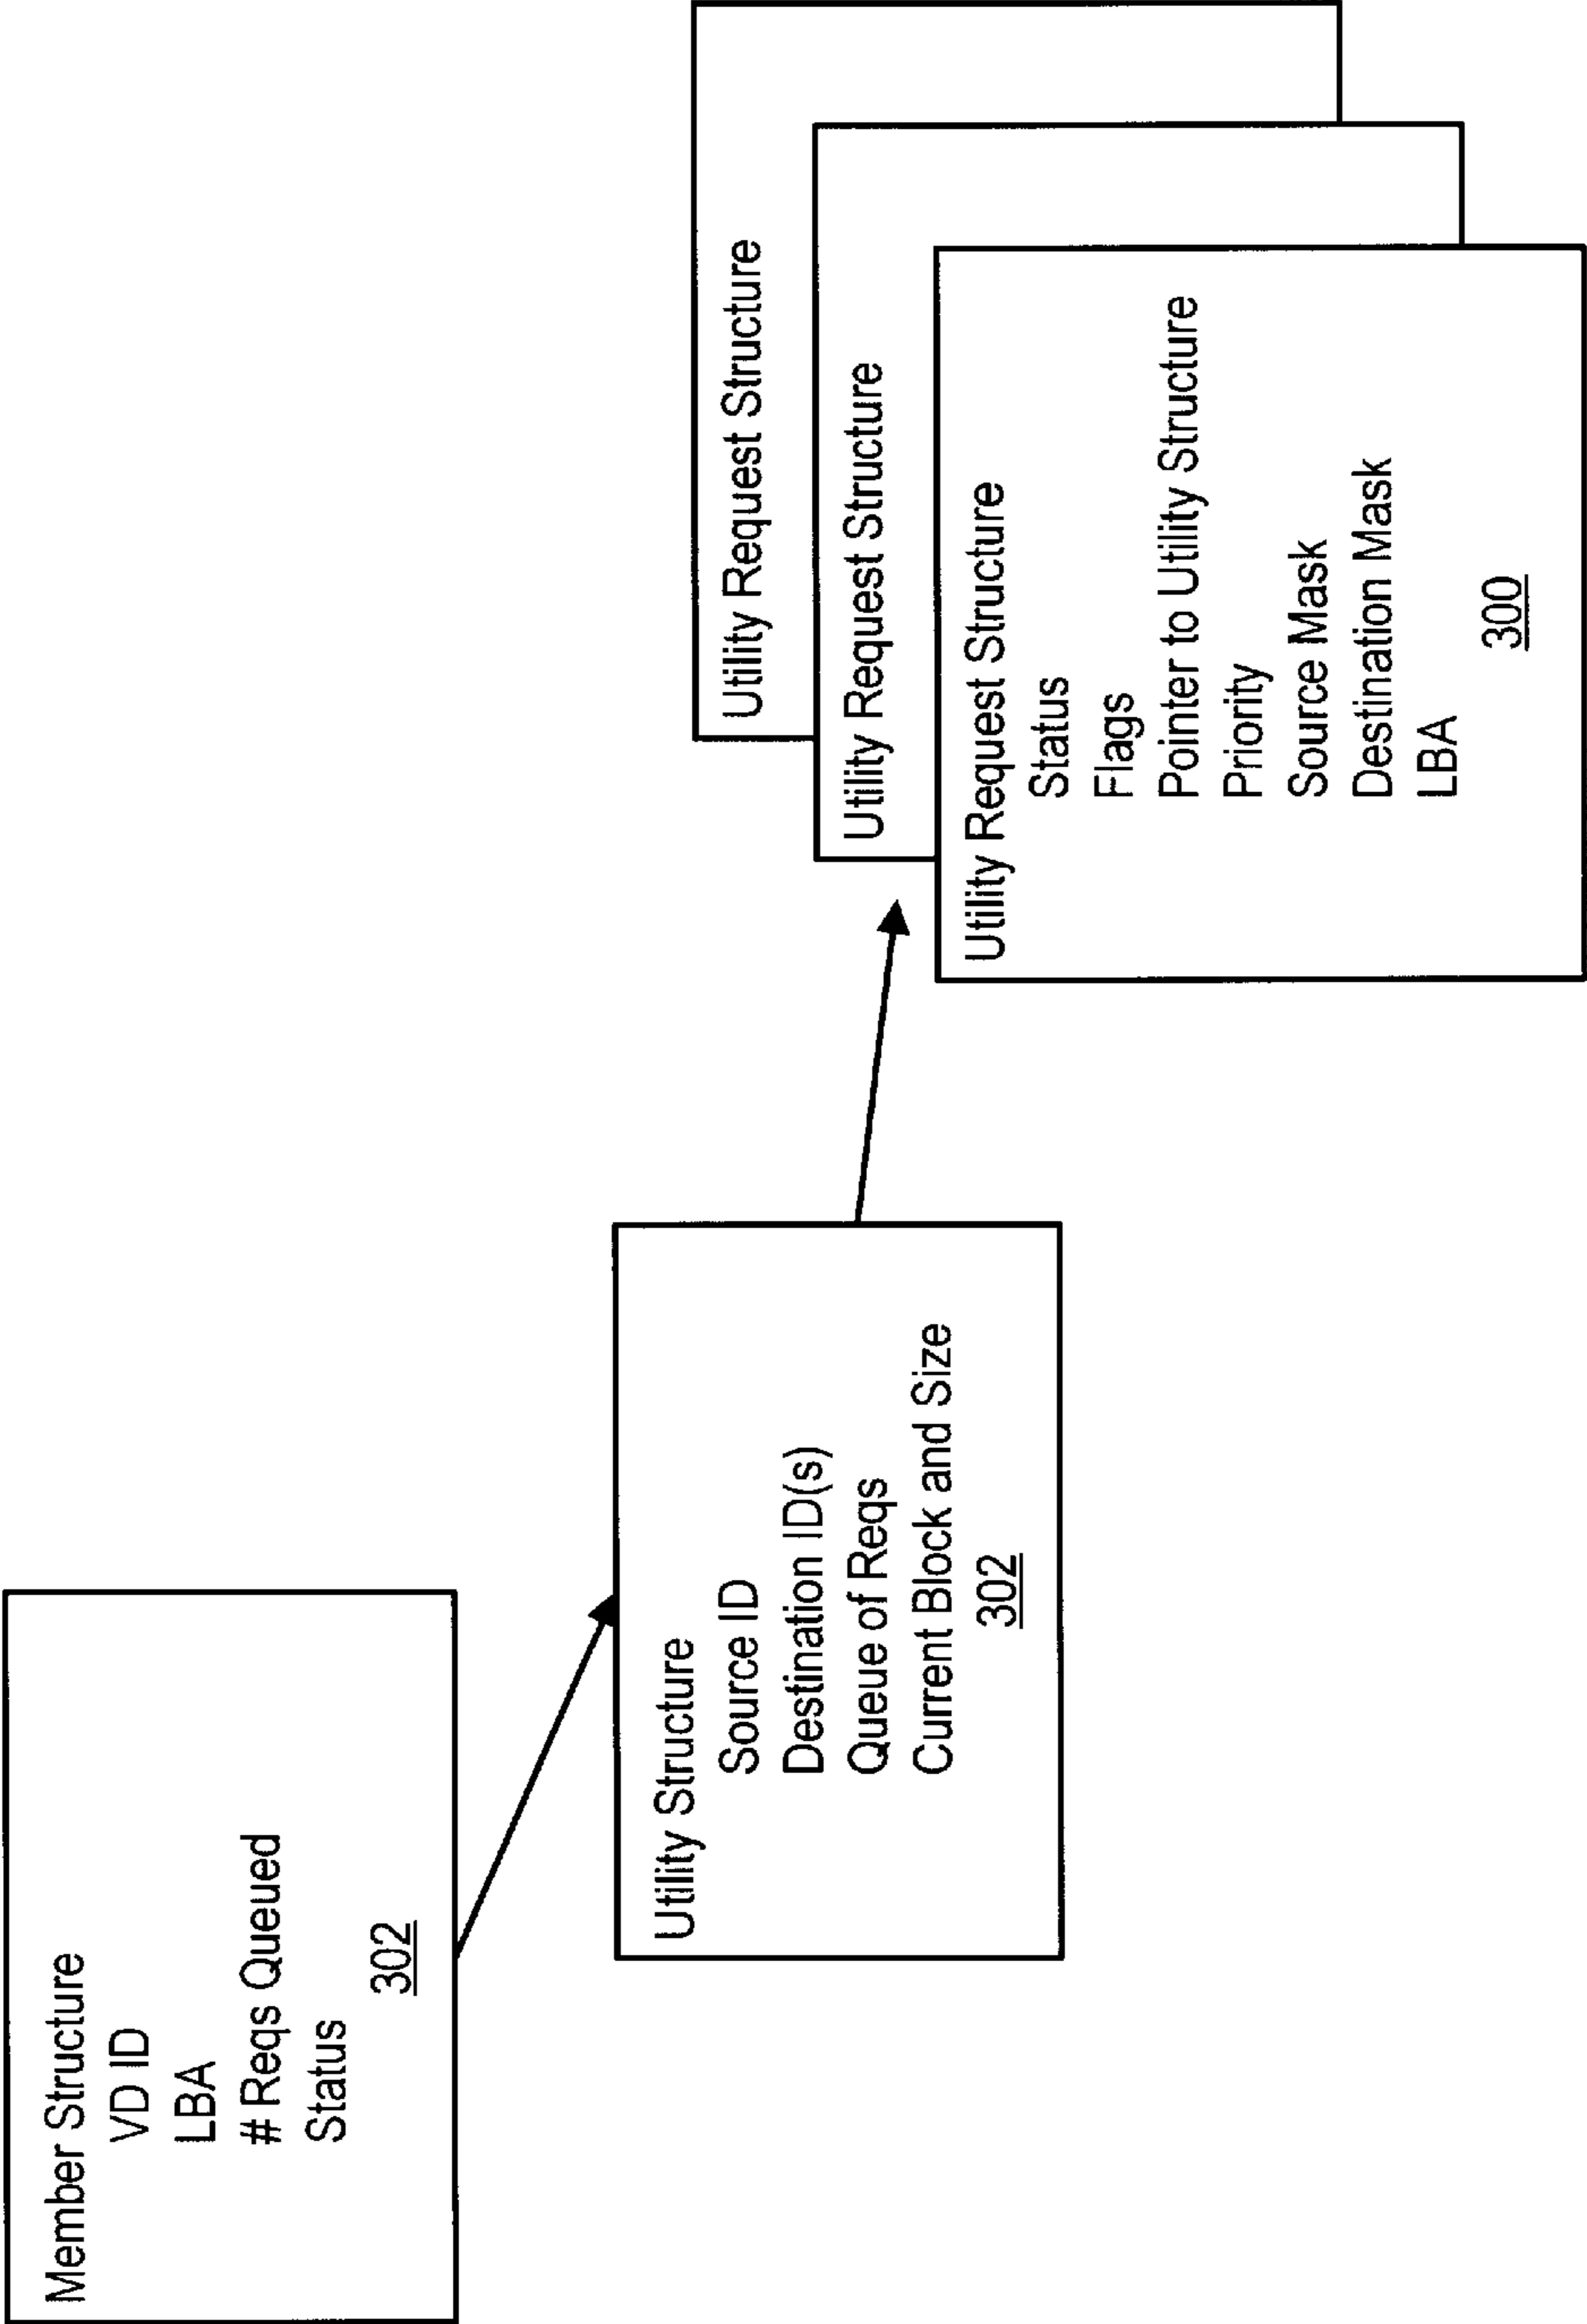 Member Structure
VD ID
LBA
# Reqs Queued
Status
302
Utility Structure
Source ID
Destination ID(s)
Queue of Reqs
Current Block and Size
302
Utility Request Structure
Utility Request Structure
Utility Request Structure
Status
Flags
Pointer to Utility Structure
Priority
Source Mask
Destination Mask
LBA
300